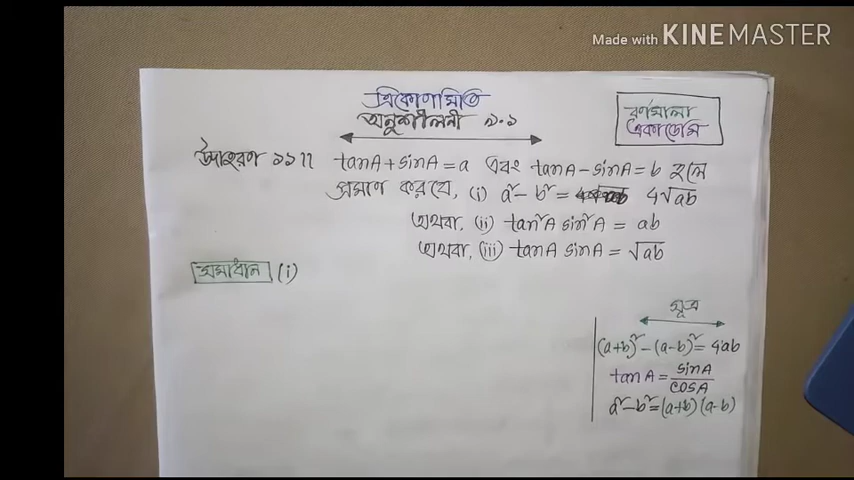 Made with KINEMASTER
ত্রিকোণমিতি
অনুশীলনী ৯.১
বর্ণমালা
একাডেমি
উদাহরণ ১১॥ tanA+sinA=a এবং tanA-sinA=b হলে
প্রমাণ করযে, (i) a²-b²= 4√ab
অথবা, (ii) tan²A sin²A = ab
অথবা, (iii) tanA sinA = √ab
সমাধান (i)
সূত্র
(a+b)²-(a-b)²=4ab
tanA = sinA/cosA
a²-b²=(a+b)(a-b)